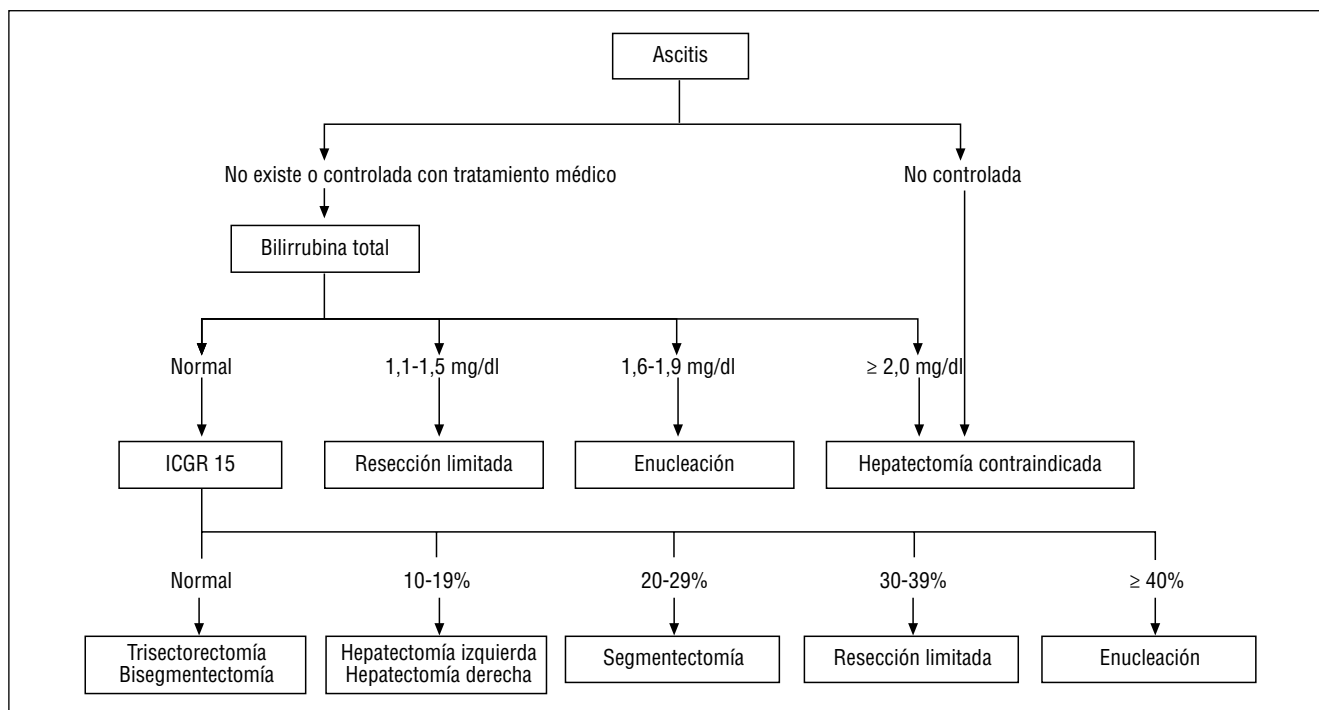 Ascitis
No existe o controlada con tratamiento médico
No controlada
Bilirrubina total
Normal
1,1-1,5 mg/dl
1,6-1,9 mg/dl
≥ 2,0 mg/dl
ICGR 15
Resección limitada
Enucleación
Hepatectomía contraindicada
Normal
10-19%
20-29%
30-39%
≥ 40%
Trisectorectomía
Bisegmentectomía
Hepatectomía izquierda
Hepatectomía derecha
Segmentectomía
Resección limitada
Enucleación